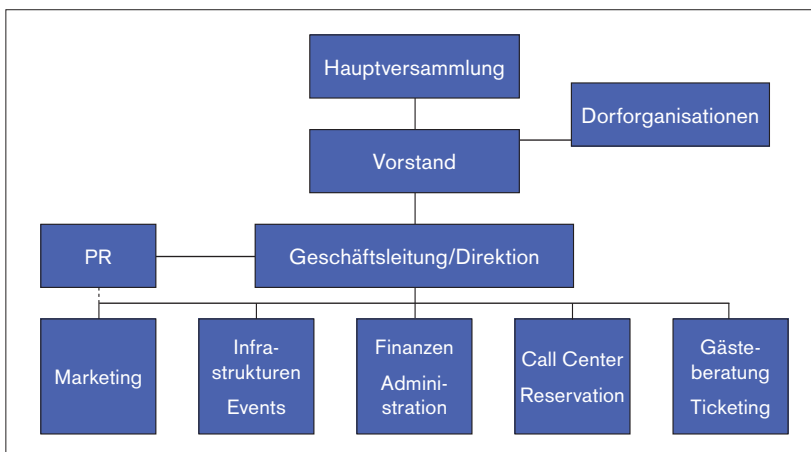 Hauptversammlung
Dorforganisationen
Vorstand
PR
Geschäftsleitung/Direktion
Marketing
Infra-
strukturen
Events
Finanzen
Admini-
stration
Call Center
Reservation
Gäste-
beratung
Ticketing